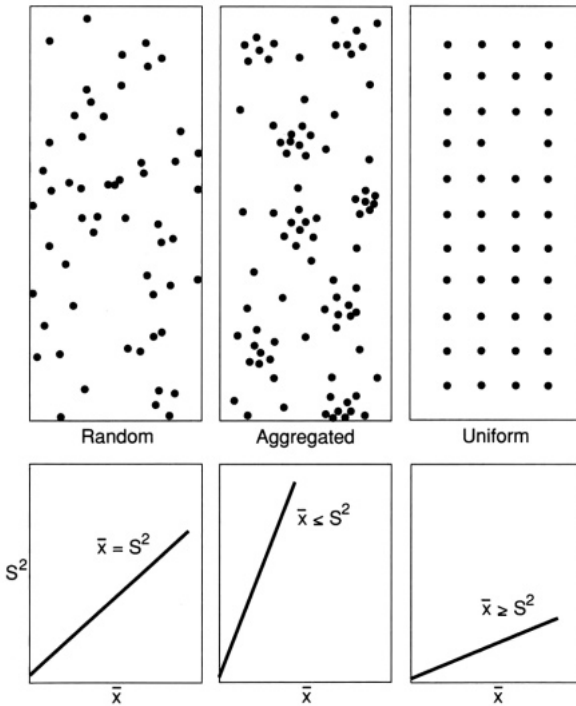 Random Aggregated Uniform
S²
x̄ = S²
x̄ ≤ S²
x̄ ≥ S²
x̄ x̄ x̄